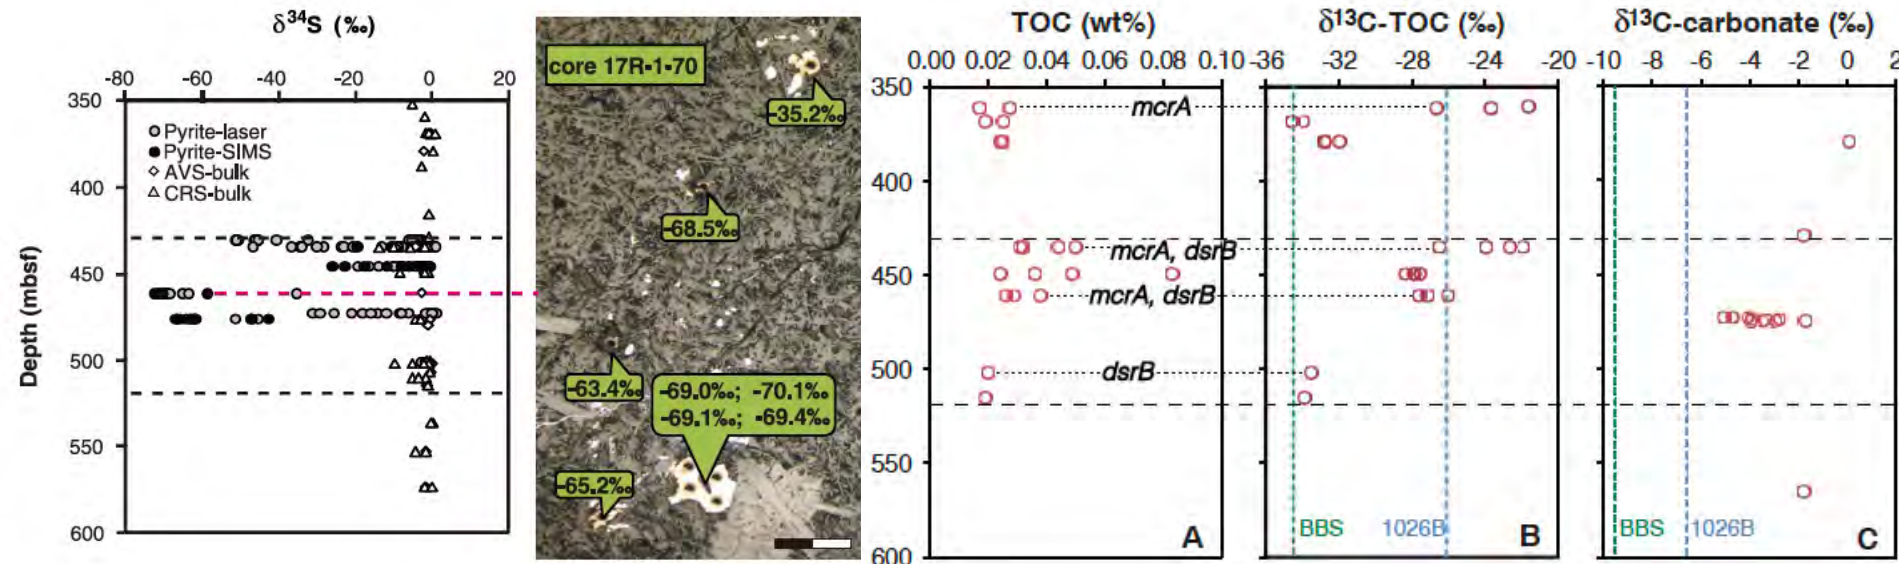 δ34S (‰)
-80 -60 -40 -20 0 20
350
400
450
500
550
600
Depth (mbsf)
Pyrite-laser
Pyrite-SIMS
AVS-bulk
CRS-bulk
core 17R-1-70
-35.2‰
-68.5‰
-63.4‰
-69.0‰; -70.1‰
-69.1‰; -69.4‰
-65.2‰
TOC (wt%)
0.00 0.02 0.04 0.06 0.08 0.10
350
400
450
500
550
600
mcrA
mcrA, dsrB
mcrA, dsrB
dsrB
A
δ13C-TOC (‰)
-36 -32 -28 -24 -20
BBS 1026B
B
δ13C-carbonate (‰)
-10 -8 -6 -4 -2 0 2
BBS 1026B
C